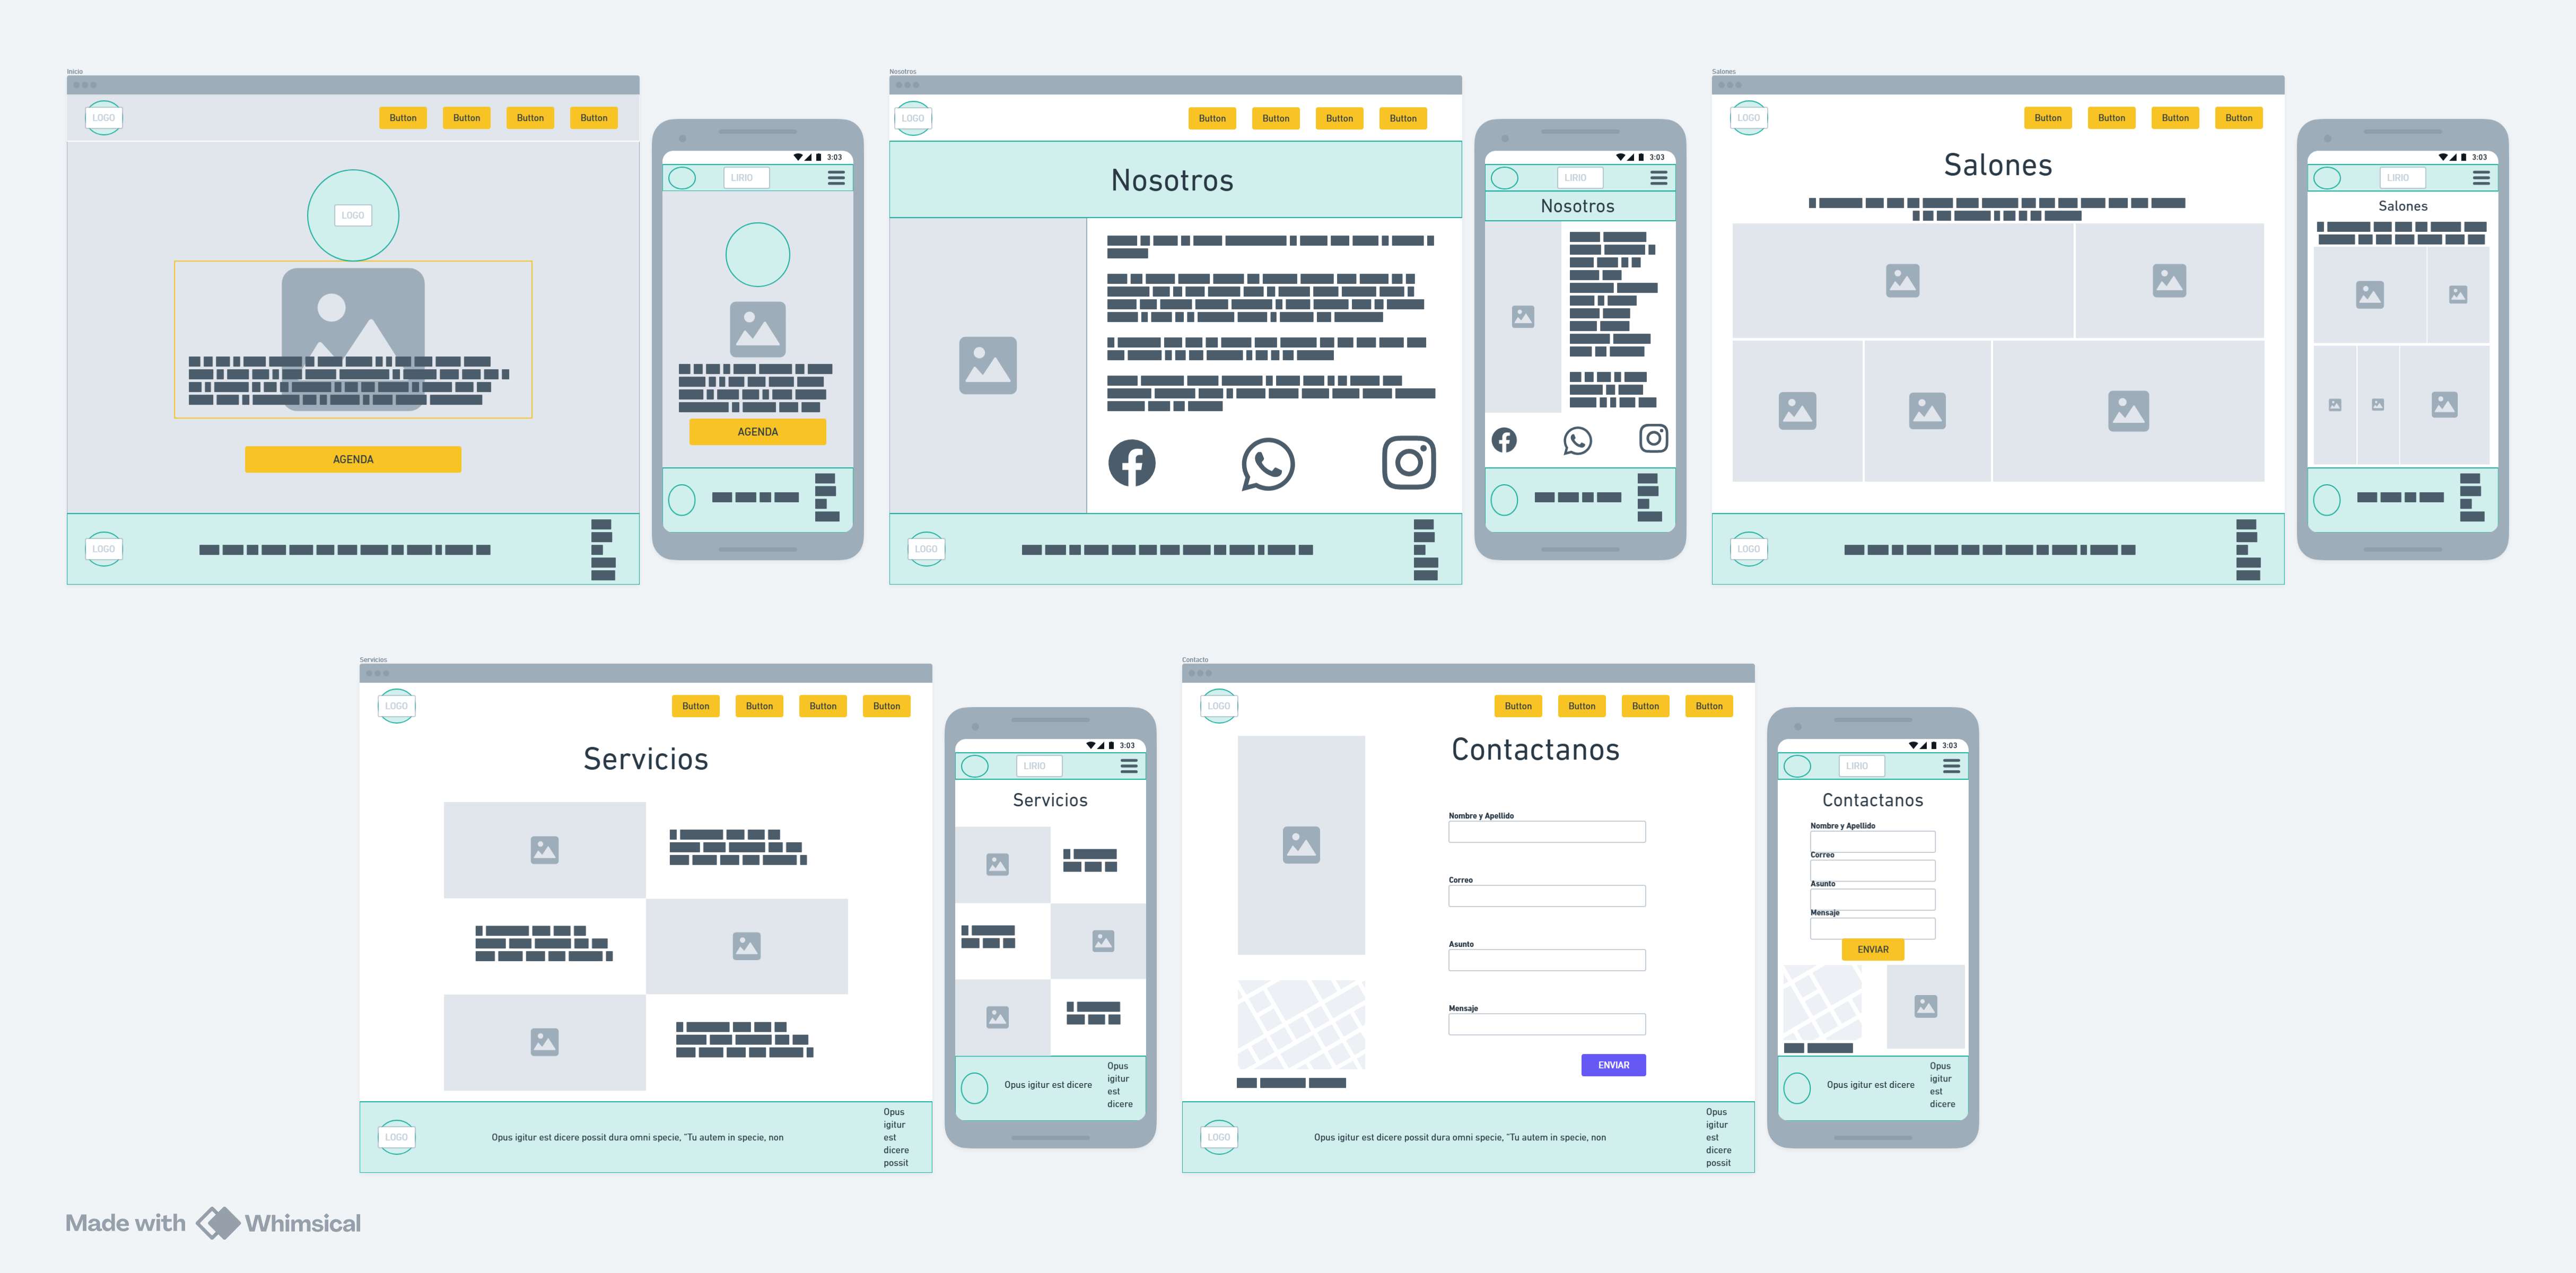 Inicio
LOGO
Button Button Button Button
LOGO
AGENDA
LOGO
3:03
LIRIO
AGENDA
Nosotros
LOGO
Button Button Button Button
Nosotros
LOGO
3:03
LIRIO
Nosotros
Salones
LOGO
Button Button Button Button
Salones
LOGO
3:03
LIRIO
Salones
Servicios
LOGO
Button Button Button Button
Servicios
LOGO
Opus igitur est dicere possit dura omni specie, "Tu autem in specie, non
Opus
igitur
est
dicere
possit
3:03
LIRIO
Servicios
Opus igitur est dicere
Opus
igitur
est
dicere
Contacto
LOGO
Button Button Button Button
Contactanos
Nombre y Apellido
Correo
Asunto
Mensaje
ENVIAR
LOGO
Opus igitur est dicere possit dura omni specie, "Tu autem in specie, non
Opus
igitur
est
dicere
possit
3:03
LIRIO
Contactanos
Nombre y Apellido
Correo
Asunto
Mensaje
ENVIAR
Opus igitur est dicere
Opus
igitur
est
dicere
Made with Whimsical